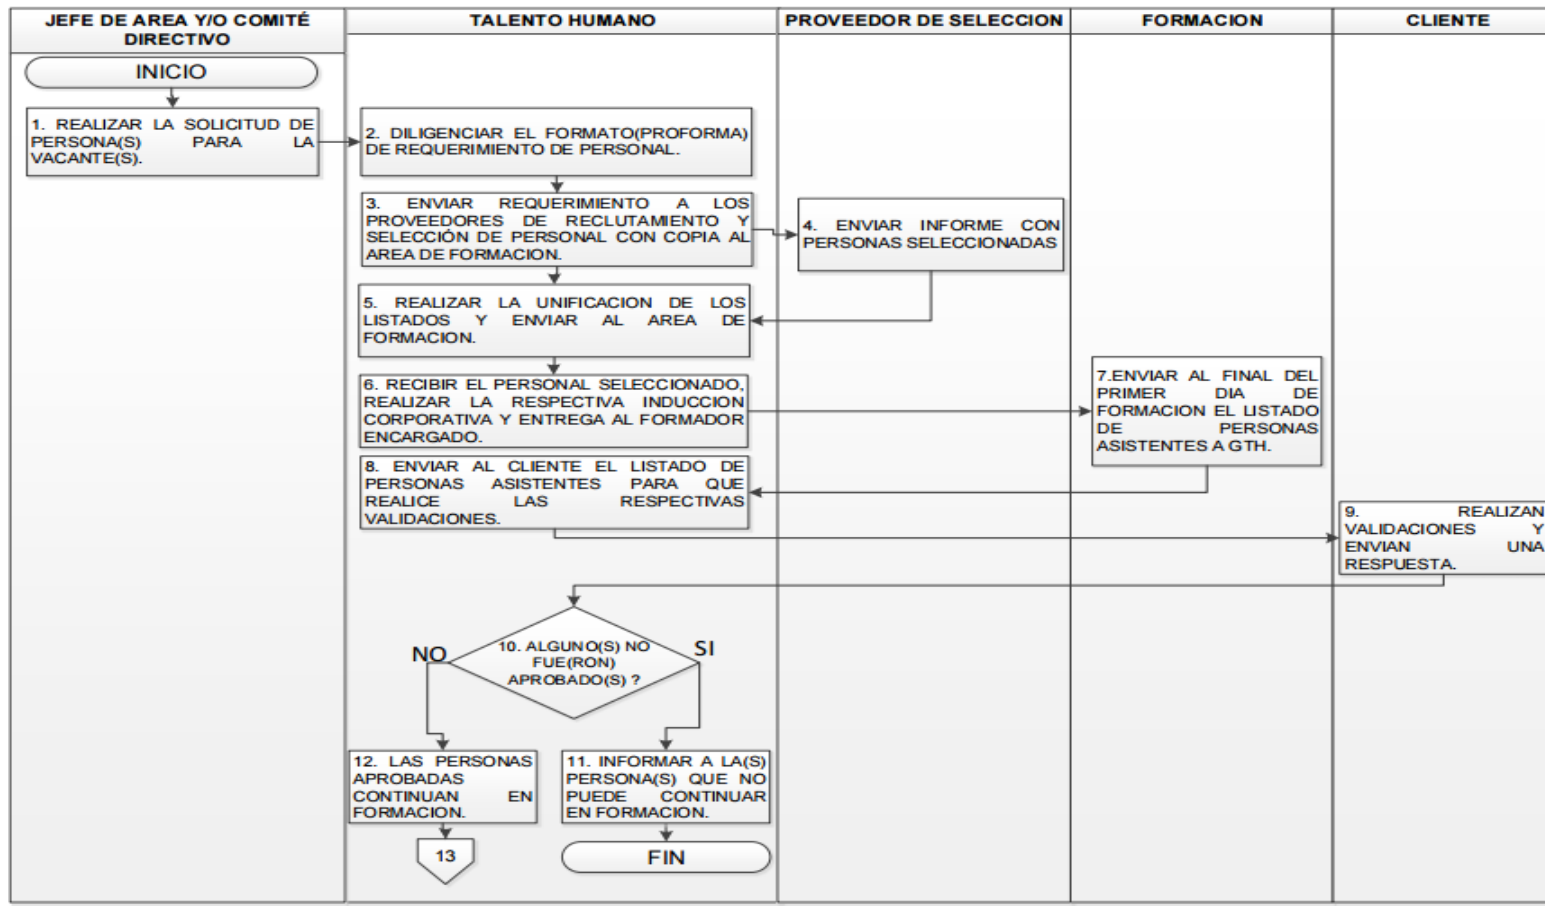 JEFE DE AREA Y/O COMITÉ
DIRECTIVO
TALENTO HUMANO
PROVEEDOR DE SELECCION
FORMACION
CLIENTE
INICIO
1. REALIZAR LA SOLICITUD DE
PERSONA(S) PARA LA
VACANTE(S).
2. DILIGENCIAR EL FORMATO(PROFORMA)
DE REQUERIMIENTO DE PERSONAL.
3. ENVIAR REQUERIMIENTO A LOS
PROVEEDORES DE RECLUTAMIENTO Y
SELECCIÓN DE PERSONAL CON COPIA AL
AREA DE FORMACION.
4. ENVIAR INFORME CON
PERSONAS SELECCIONADAS
5. REALIZAR LA UNIFICACION DE LOS
LISTADOS Y ENVIAR AL AREA DE
FORMACION.
6. RECIBIR EL PERSONAL SELECCIONADO,
REALIZAR LA RESPECTIVA INDUCCION
CORPORATIVA Y ENTREGA AL FORMADOR
ENCARGADO.
7.ENVIAR AL FINAL DEL
PRIMER DIA DE
FORMACION EL LISTADO
DE PERSONAS
ASISTENTES A GTH.
8. ENVIAR AL CLIENTE EL LISTADO DE
PERSONAS ASISTENTES PARA QUE
REALICE LAS RESPECTIVAS
VALIDACIONES.
9. REALIZAN
VALIDACIONES Y
ENVIAN UNA
RESPUESTA.
10. ALGUNO(S) NO
FUE(RON)
APROBADO(S) ?
NO
SI
12. LAS PERSONAS
APROBADAS
CONTINUAN EN
FORMACION.
11. INFORMAR A LA(S)
PERSONA(S) QUE NO
PUEDE CONTINUAR
EN FORMACION.
13
FIN